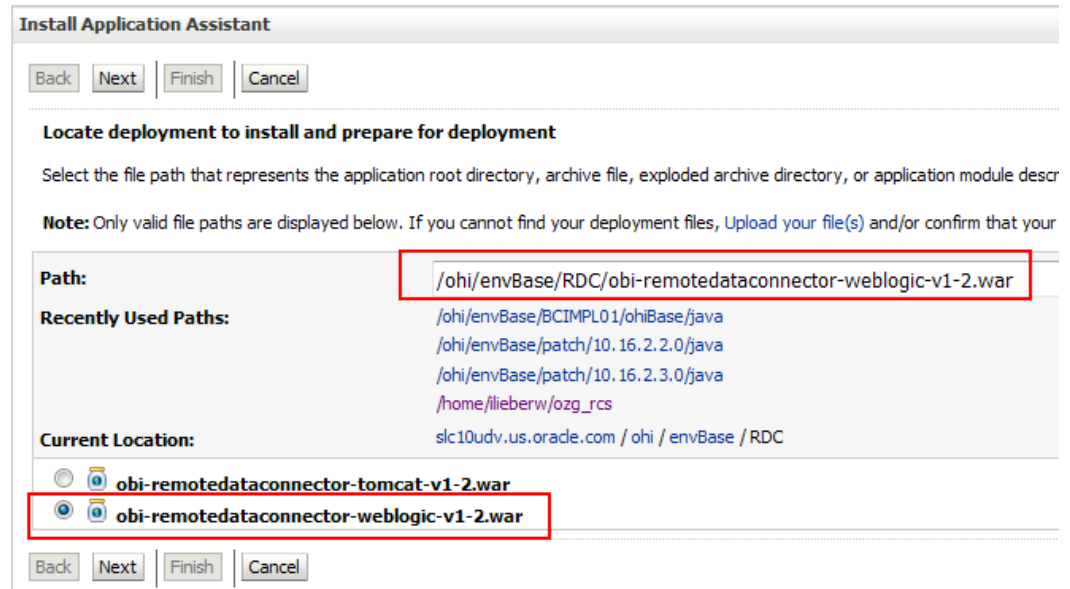 Install Application Assistant
Back Next Finish Cancel
Locate deployment to install and prepare for deployment
Select the file path that represents the application root directory, archive file, exploded archive directory, or application module descr
Note: Only valid file paths are displayed below. If you cannot find your deployment files, Upload your file(s) and/or confirm that your
Path: /ohi/envBase/RDC/obi-remotedataconnector-weblogic-v1-2.war
Recently Used Paths: /ohi/envBase/BCIMPL01/ohiBase/java
/ohi/envBase/patch/10.16.2.2.0/java
/ohi/envBase/patch/10.16.2.3.0/java
/home/ilieberw/ozg_rcs
Current Location: slc10udv.us.oracle.com / ohi / envBase / RDC
obi-remotedataconnector-tomcat-v1-2.war
obi-remotedataconnector-weblogic-v1-2.war
Back Next Finish Cancel